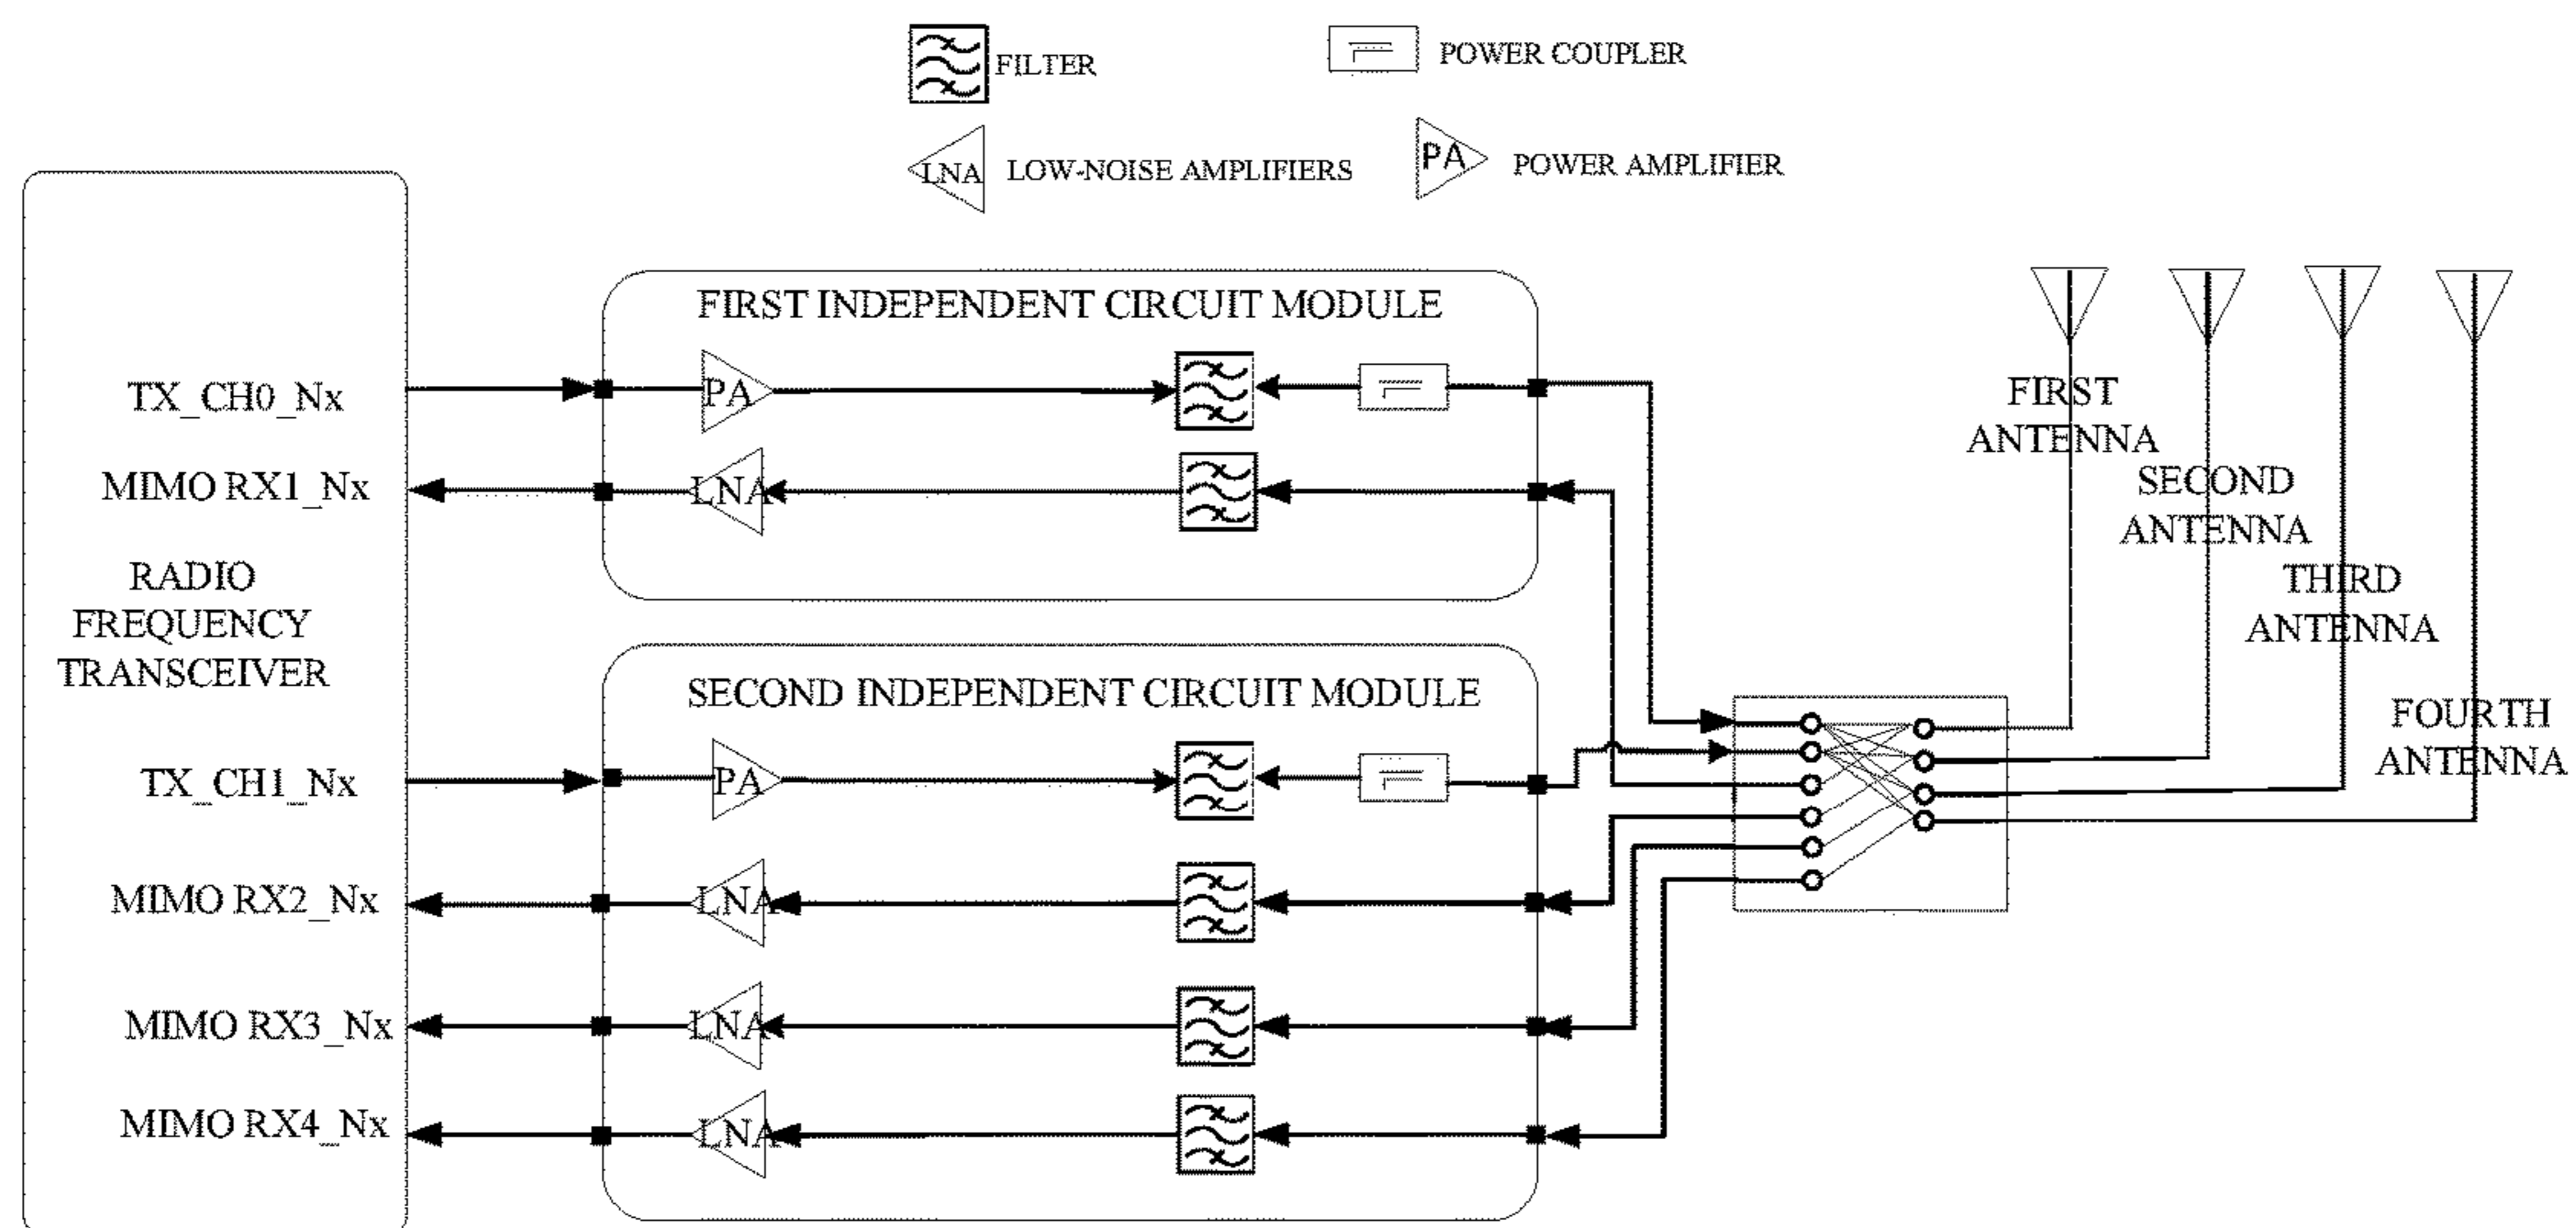 FILTER
POWER COUPLER
LNA
LOW-NOISE AMPLIFIERS
PA
POWER AMPLIFIER
FIRST INDEPENDENT CIRCUIT MODULE
TX_CH0_Nx
PA
MIMO RX1_Nx
LNA
RADIO
FREQUENCY
TRANSCEIVER
SECOND INDEPENDENT CIRCUIT MODULE
TX_CH1_Nx
PA
MIMO RX2_Nx
LNA
MIMO RX3_Nx
LNA
MIMO RX4_Nx
LNA
FIRST
ANTENNA
SECOND
ANTENNA
THIRD
ANTENNA
FOURTH
ANTENNA